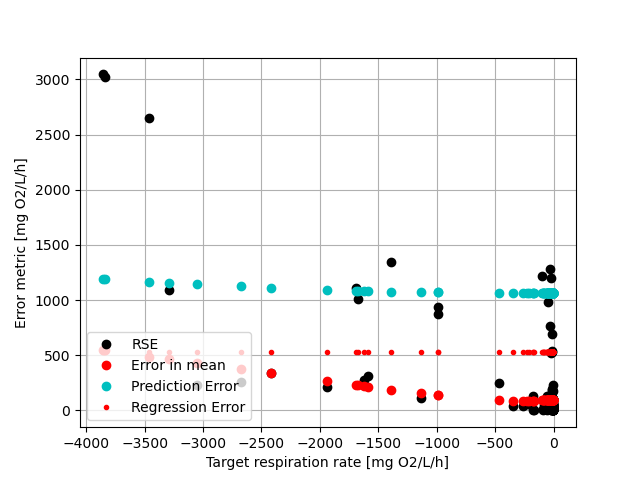 3000
2500
2000
1500
1000
500
0
Error metric [mg O2/L/h]
RSE
Error in mean
Prediction Error
Regression Error
−4000 −3500 −3000 −2500 −2000 −1500 −1000 −500 0
Target respiration rate [mg O2/L/h]